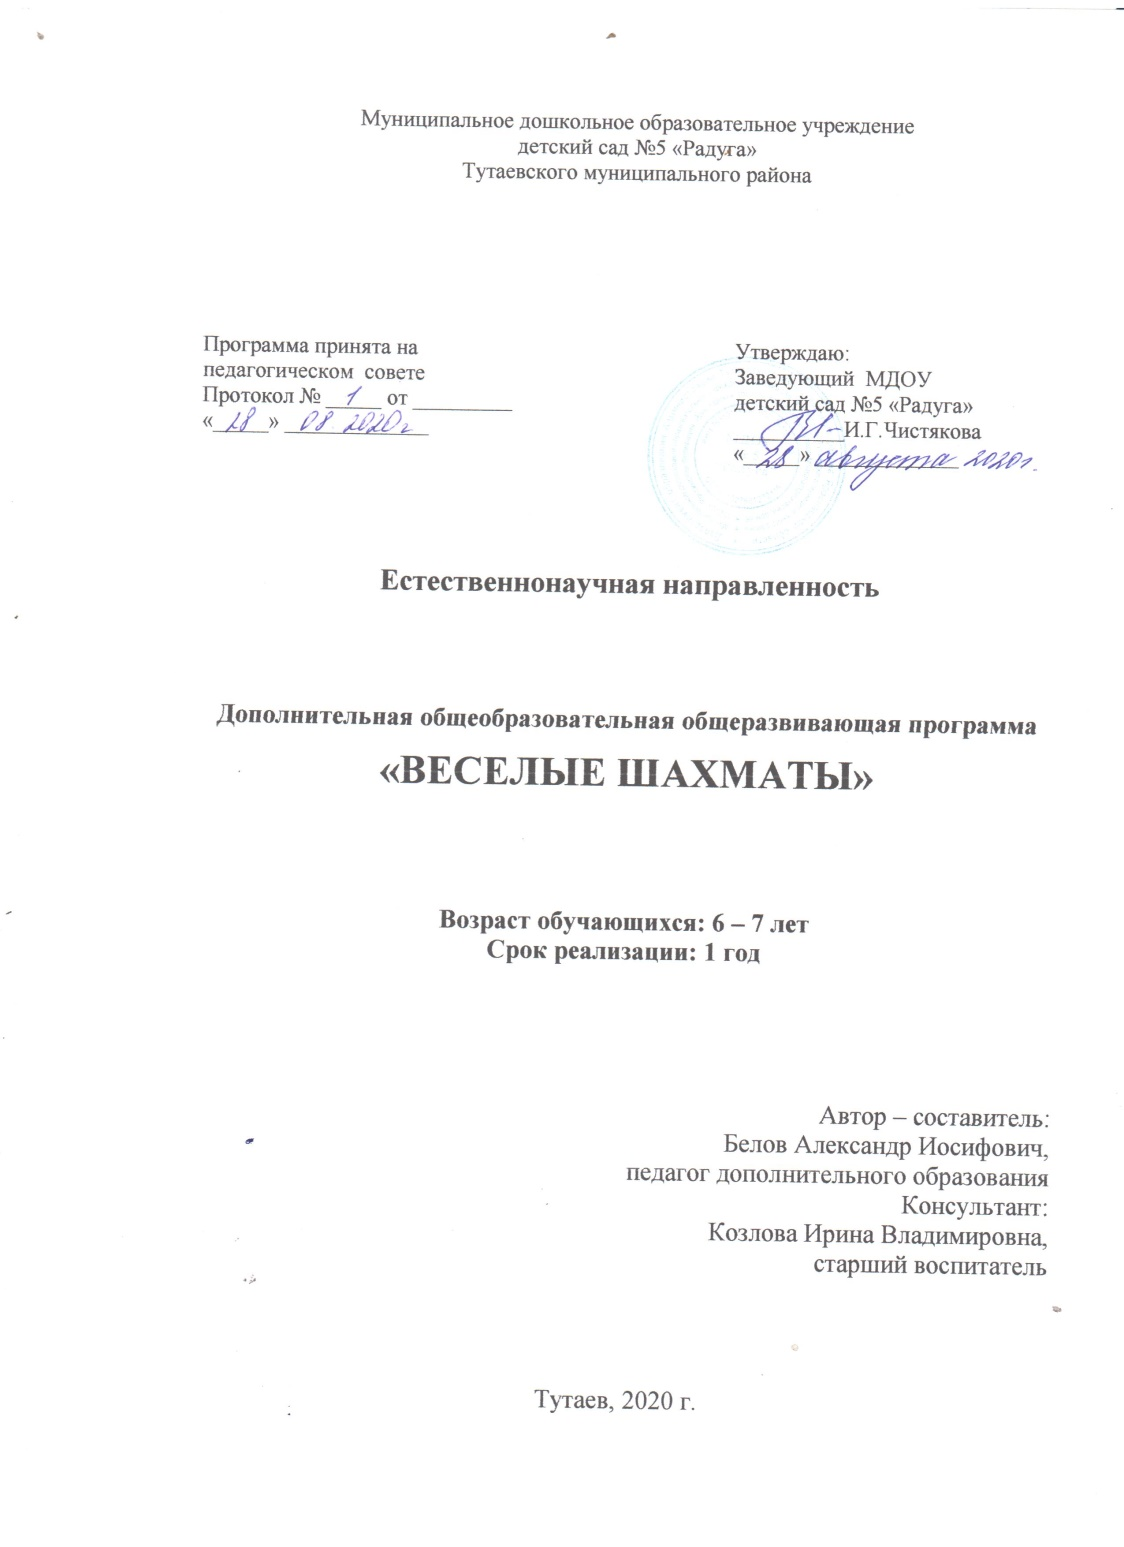 Муниципальное дошкольное образовательное учреждение
детский сад №5 «Радуга»
Тутаевского муниципального района
Программа принята на
педагогическом совете
Протокол № 1 от __________
«28» 08 2020г
Утверждаю:
Заведующий МДОУ
детский сад №5 «Радуга»
___________И.Г.Чистякова
«28» августа 2020г.
Естественнонаучная направленность
Дополнительная общеобразовательная общеразвивающая программа
«ВЕСЕЛЫЕ ШАХМАТЫ»
Возраст обучающихся: 6 – 7 лет
Срок реализации: 1 год
Автор – составитель:
Белов Александр Иосифович,
педагог дополнительного образования
Консультант:
Козлова Ирина Владимировна,
старший воспитатель
Тутаев, 2020 г.